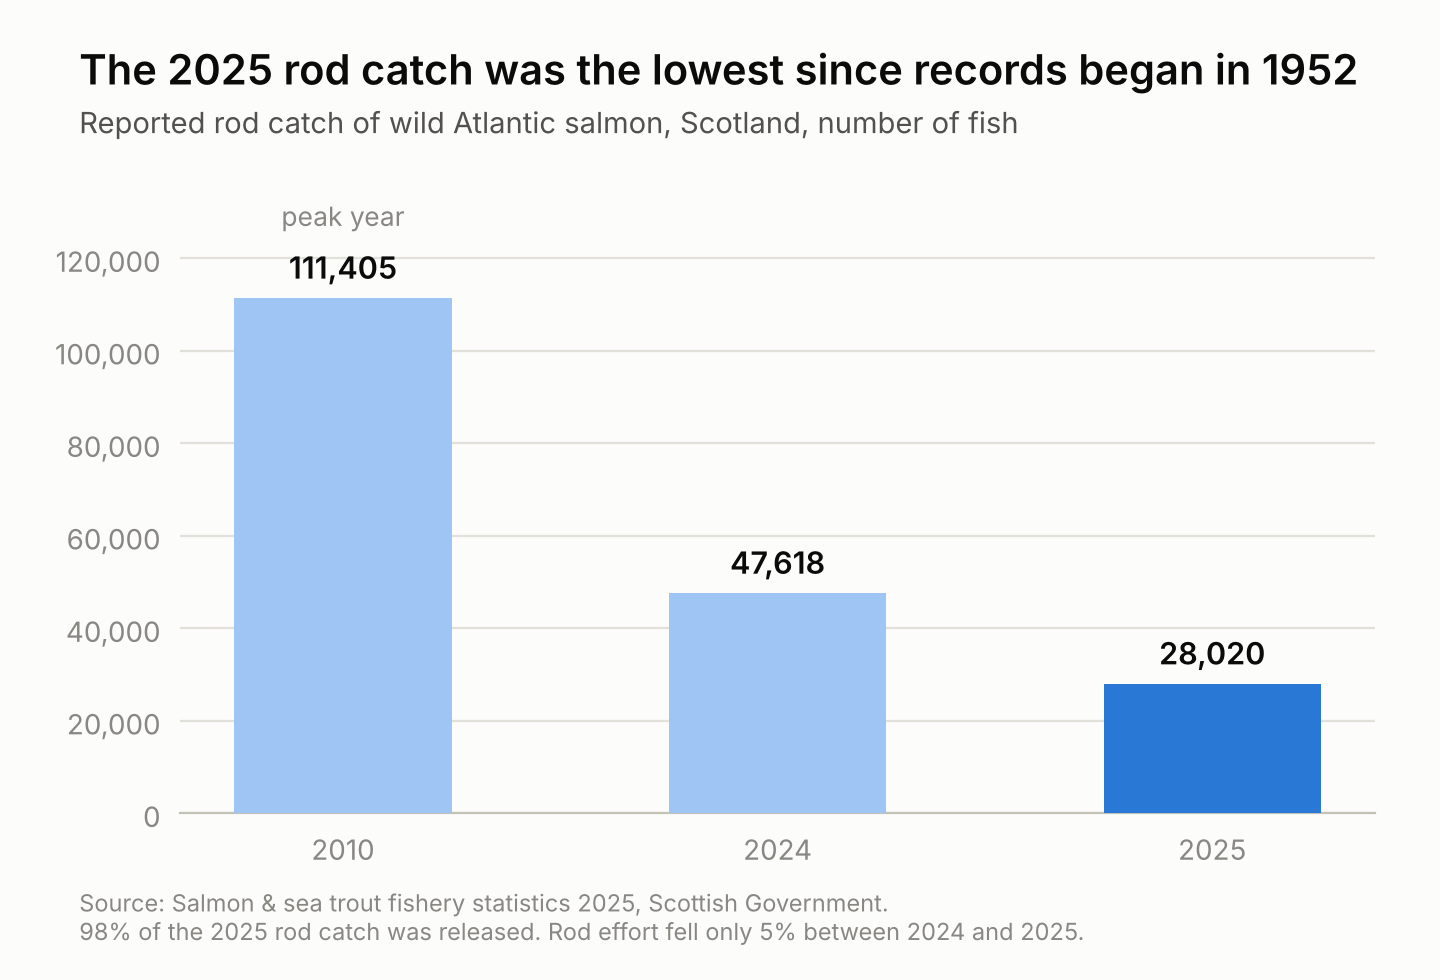 The 2025 rod catch was the lowest since records began in 1952
Reported rod catch of wild Atlantic salmon, Scotland, number of fish
peak year
120,000
111,405
100,000
80,000
60,000
47,618
40,000
28,020
20,000
0
2010
2024
2025
Source: Salmon & sea trout fishery statistics 2025, Scottish Government.
98% of the 2025 rod catch was released. Rod effort fell only 5% between 2024 and 2025.